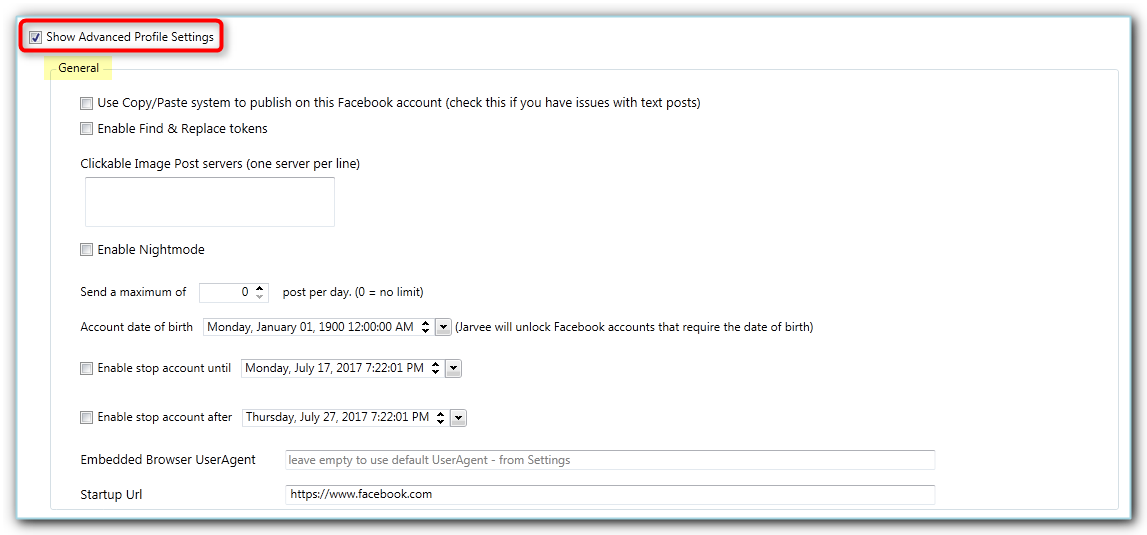 Show Advanced Profile Settings
General
Use Copy/Paste system to publish on this Facebook account (check this if you have issues with text posts)
Enable Find & Replace tokens
Clickable Image Post servers (one server per line)
Enable Nightmode
Send a maximum of 0 post per day. (0 = no limit)
Account date of birth Monday, January 01, 1900 12:00:00 AM (Jarvee will unlock Facebook accounts that require the date of birth)
Enable stop account until Monday, July 17, 2017 7:22:01 PM
Enable stop account after Thursday, July 27, 2017 7:22:01 PM
Embedded Browser UserAgent leave empty to use default UserAgent - from Settings
Startup Url https://www.facebook.com